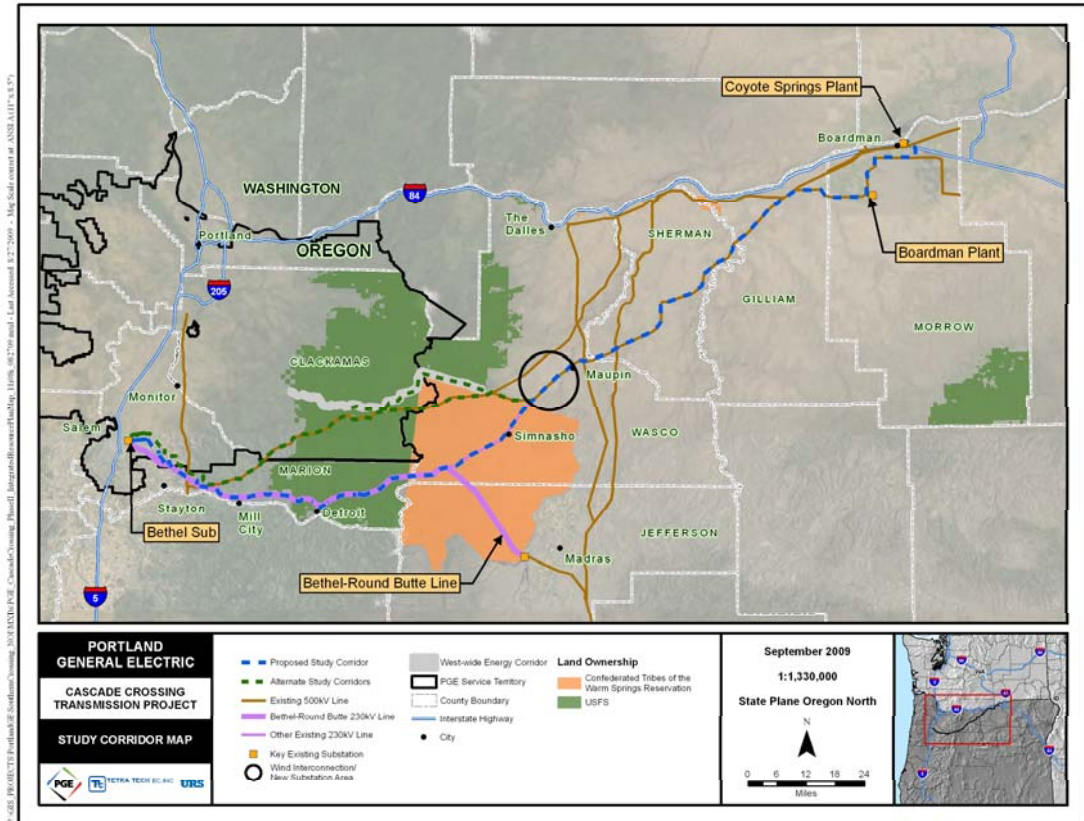 Coyote Springs Plant
Boardman
WASHINGTON
84
The Dalles
SHERMAN
Portland
OREGON
Boardman Plant
205
GILLIAM
MORROW
CLACKAMAS
Maupin
Monitor
Salem
Simnasho
WASCO
MARION
Stayton
Mill City
Detroit
JEFFERSON
Bethel Sub
Madras
Bethel-Round Butte Line
5
PORTLAND GENERAL ELECTRIC
CASCADE CROSSING TRANSMISSION PROJECT
STUDY CORRIDOR MAP
PGE
TETRA TECH EC, INC
URS
Proposed Study Corridor
Alternate Study Corridors
Existing 500kV Line
Bethel-Round Butte 230kV Line
Other Existing 230kV Line
Key Existing Substation
Wind Interconnection/
New Substation Area
West-wide Energy Corridor
PGE Service Territory
County Boundary
Interstate Highway
City
Land Ownership
Confederated Tribes of the
Warm Springs Reservation
USFS
September 2009
1:1,330,000
State Plane Oregon North
N
0 6 12 18 24
Miles